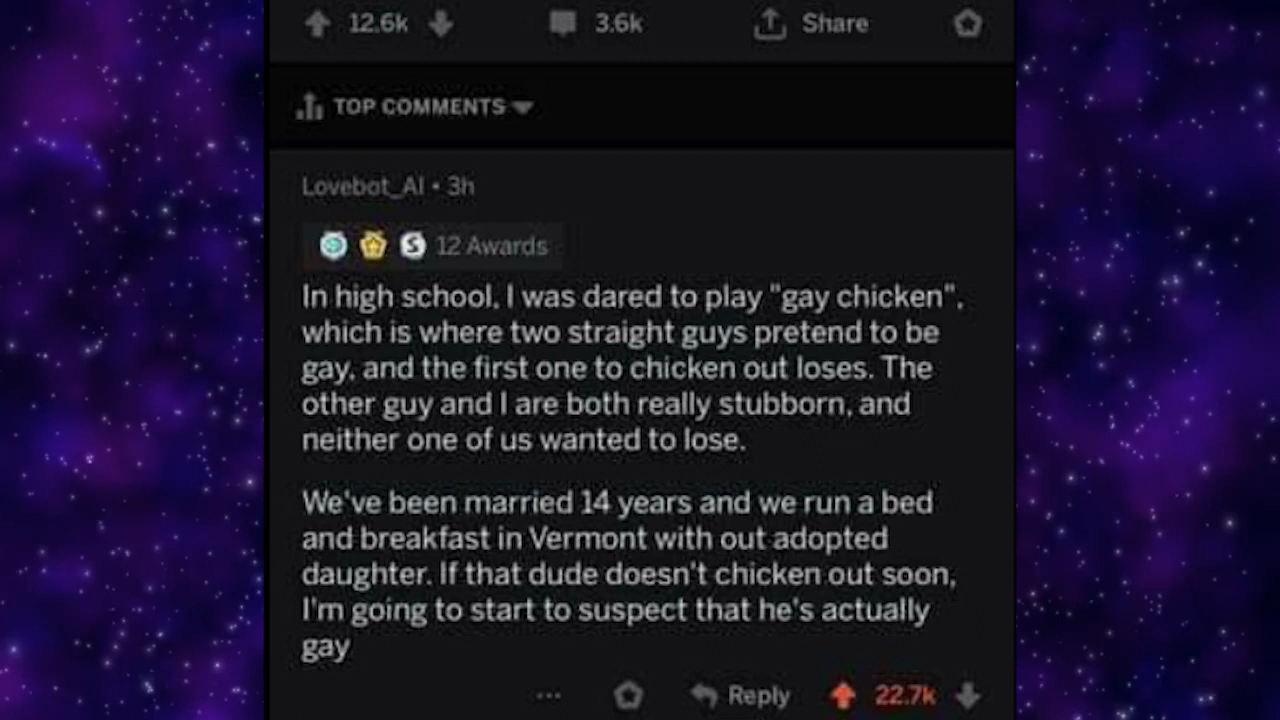 12.6k 3.6k Share
TOP COMMENTS
Lovebot_AI • 3h
12 Awards
In high school, I was dared to play "gay chicken",
which is where two straight guys pretend to be
gay, and the first one to chicken out loses. The
other guy and I are both really stubborn, and
neither one of us wanted to lose.
We've been married 14 years and we run a bed
and breakfast in Vermont with out adopted
daughter. If that dude doesn't chicken out soon,
I'm going to start to suspect that he's actually
gay
... Reply 22.7k